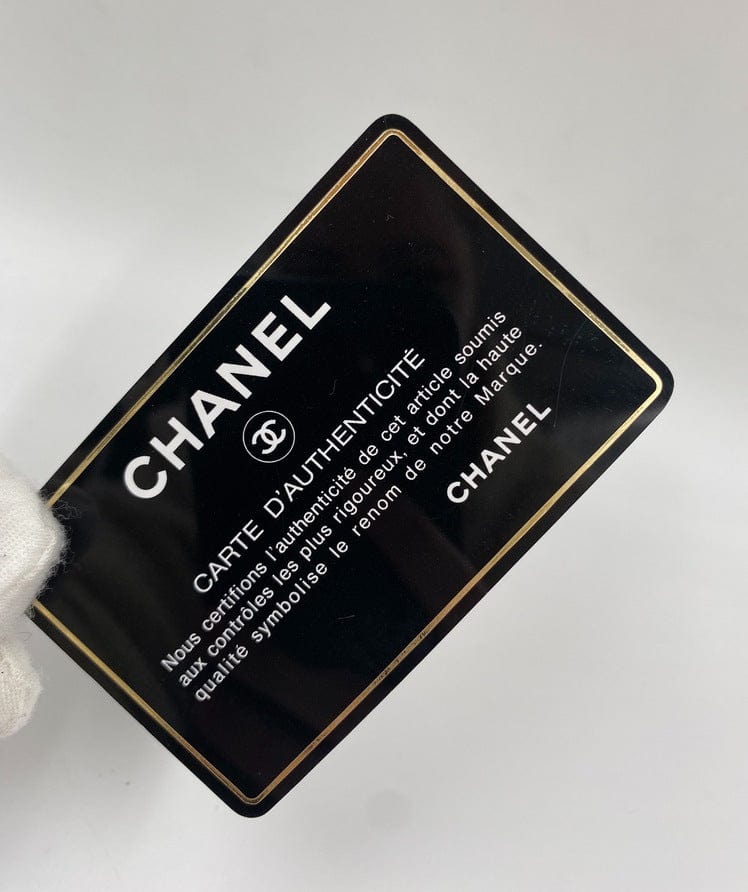 CHANEL
CARTE D'AUTHENTICITÉ
Nous certifions l'authenticité de cet article soumis
aux contrôles les plus rigoureux, et dont la haute
qualité symbolise le renom de notre Marque.
CHANEL